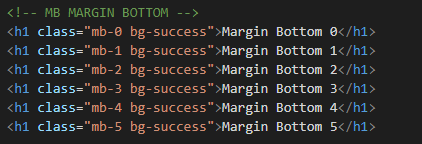 <!-- MB MARGIN BOTTOM -->
<h1 class="mb-0 bg-success">Margin Bottom 0</h1>
<h1 class="mb-1 bg-success">Margin Bottom 1</h1>
<h1 class="mb-2 bg-success">Margin Bottom 2</h1>
<h1 class="mb-3 bg-success">Margin Bottom 3</h1>
<h1 class="mb-4 bg-success">Margin Bottom 4</h1>
<h1 class="mb-5 bg-success">Margin Bottom 5</h1>